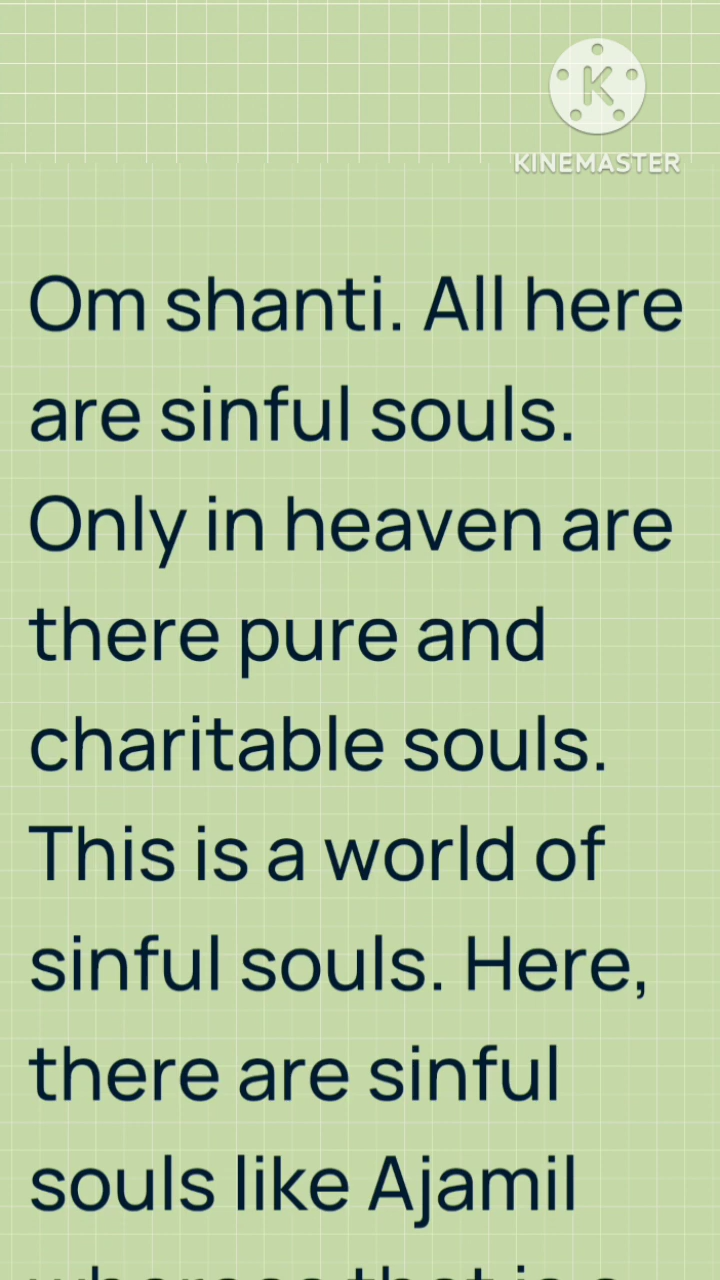 KINEMASTER
Om shanti. All here
are sinful souls.
Only in heaven are
there pure and
charitable souls.
This is a world of
sinful souls. Here,
there are sinful
souls like Ajamil